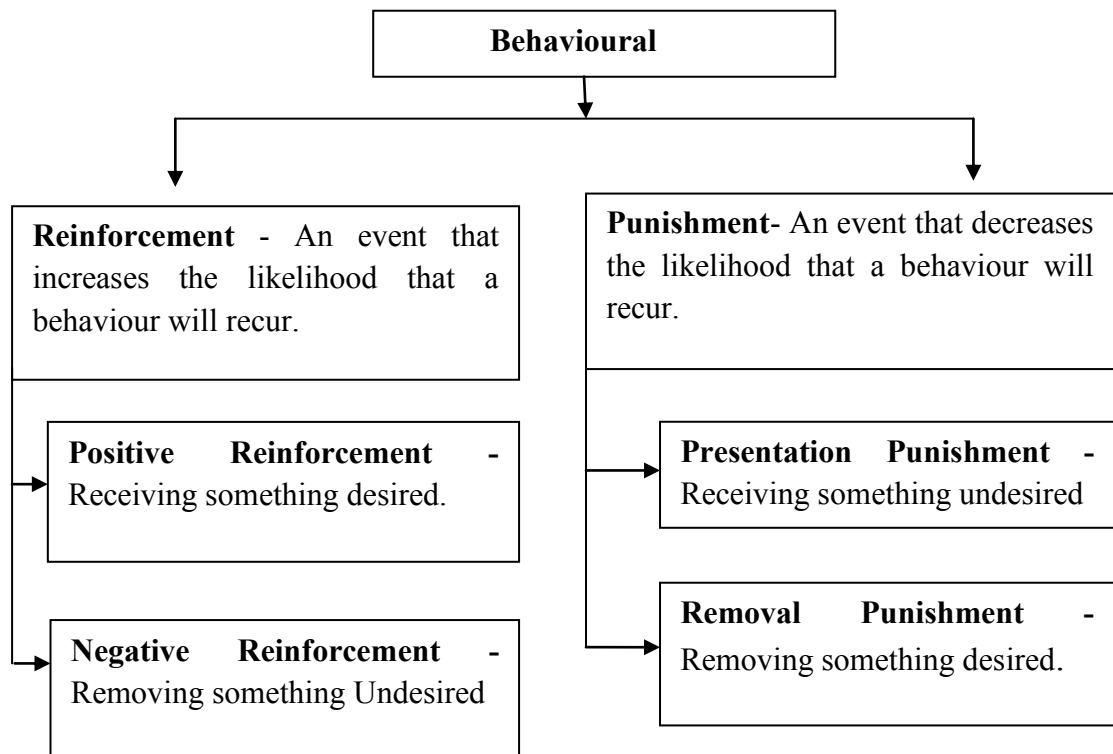 Behavioural
Reinforcement - An event that
increases the likelihood that a
behaviour will recur.
Punishment- An event that decreases
the likelihood that a behaviour will
recur.
Positive Reinforcement -
Receiving something desired.
Presentation Punishment -
Receiving something undesired
Negative Reinforcement -
Removing something Undesired
Removal Punishment -
Removing something desired.